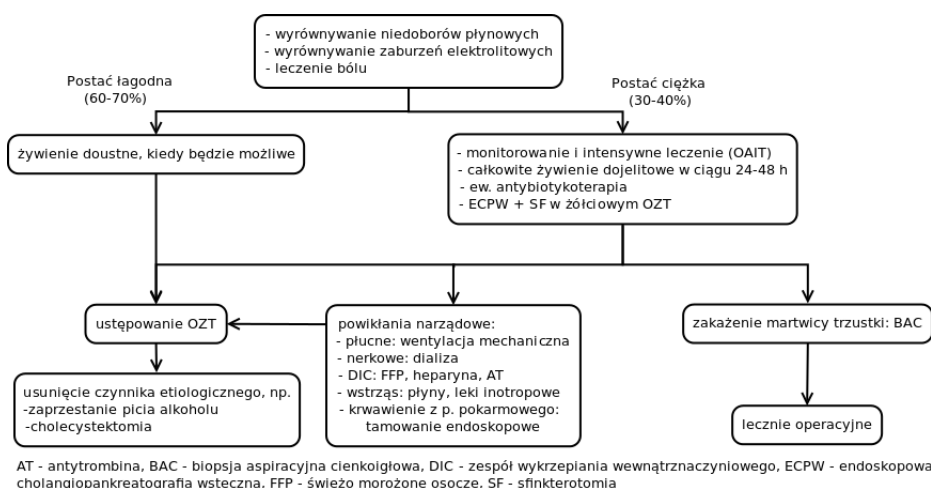 - wyrównywanie niedoborów płynowych
- wyrównywanie zaburzeń elektrolitowych
- leczenie bólu
Postać łagodna
(60-70%)
Postać ciężka
(30-40%)
żywienie doustne, kiedy będzie możliwe
- monitorowanie i intensywne leczenie (OAIT)
- całkowite żywienie dojelitowe w ciągu 24-48 h
- ew. antybiotykoterapia
- ECPW + SF w żółciowym OZT
ustępowanie OZT
powikłania narządowe:
- płucne: wentylacja mechaniczna
- nerkowe: dializa
- DIC: FFP, heparyna, AT
- wstrząs: płyny, leki inotropowe
- krwawienie z p. pokarmowego:
tamowanie endoskopowe
zakażenie martwicy trzustki: BAC
usunięcie czynnika etiologicznego, np.
-zaprzestanie picia alkoholu
-cholecystektomia
lecznie operacyjne
AT - antytrombina, BAC - biopsja aspiracyjna cienkoigłowa, DIC - zespół wykrzepiania wewnątrznaczyniowego, ECPW - endoskopowa
cholangiopankreatografia wsteczna, FFP - świeżo morożone osocze, SF - sfinkterotomia